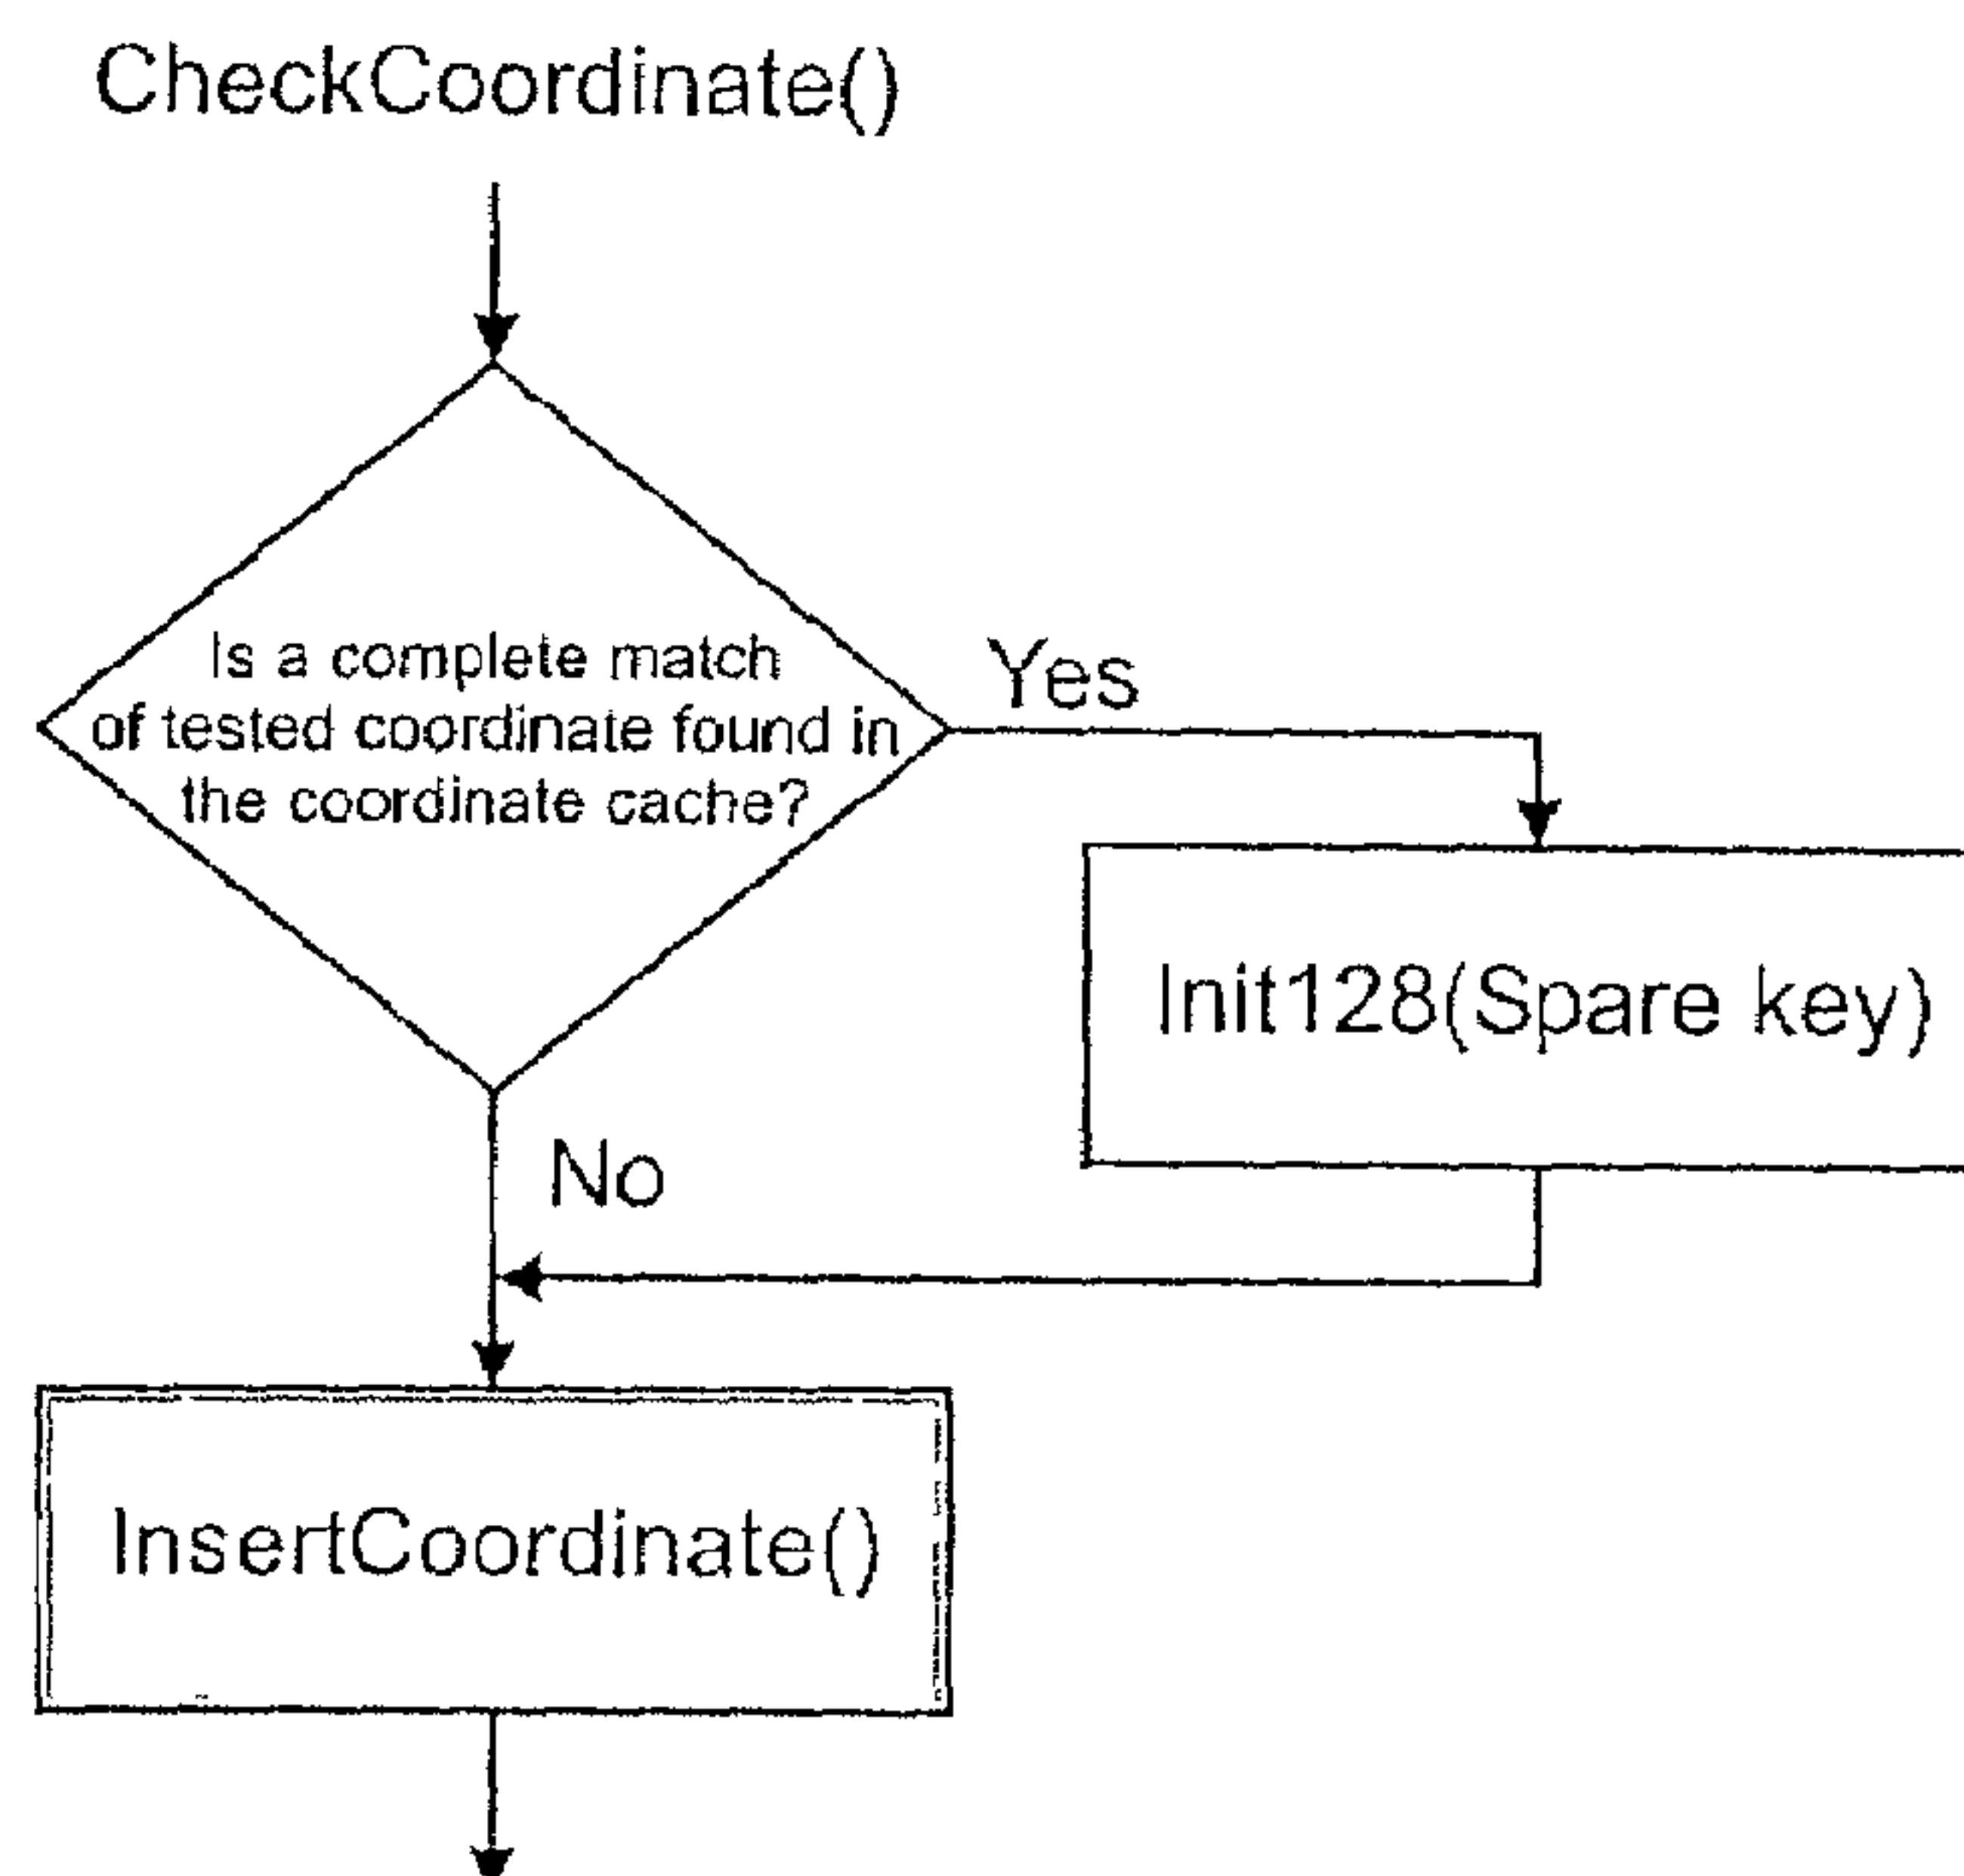 CheckCoordinate()
Is a complete match
of tested coordinate found in
the coordinate cache?
Yes
Init128(Spare key)
No
InsertCoordinate()